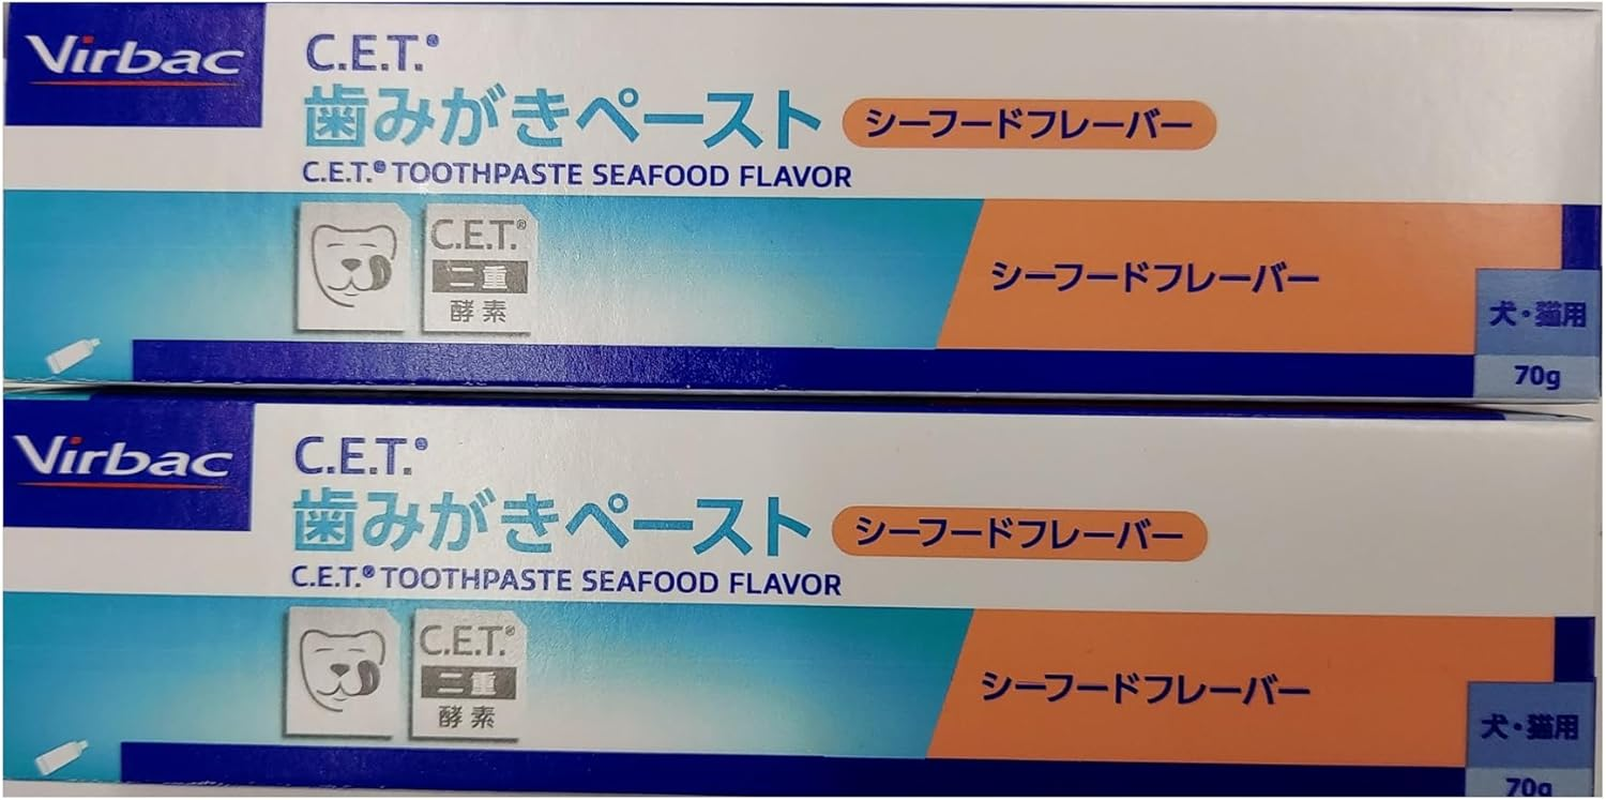 Virbac
C.E.T.®
歯みがきペースト シーフードフレーバー
C.E.T.® TOOTHPASTE SEAFOOD FLAVOR
C.E.T.®
二重
酵素
シーフードフレーバー
犬・猫用
70g
Virbac
C.E.T.®
歯みがきペースト シーフードフレーバー
C.E.T.® TOOTHPASTE SEAFOOD FLAVOR
C.E.T.®
二重
酵素
シーフードフレーバー
犬・猫用
70g